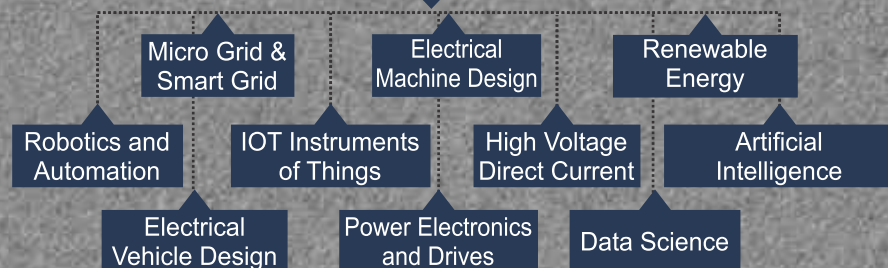 Micro Grid &
Smart Grid
Electrical
Machine Design
Renewable
Energy
Robotics and
Automation
IOT Instruments
of Things
High Voltage
Direct Current
Artificial
Intelligence
Electrical
Vehicle Design
Power Electronics
and Drives
Data Science